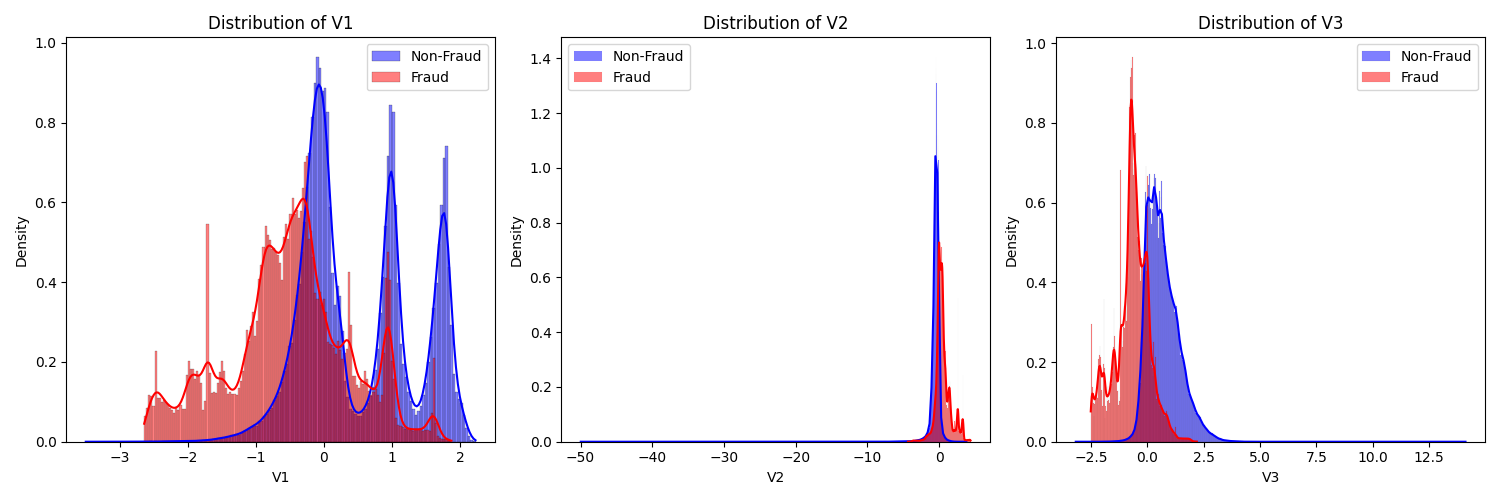 Distribution of V1
Density
1.0
0.8
0.6
0.4
0.2
0.0
Non-Fraud
Fraud
−3
−2
−1
0
1
2
V1
Distribution of V2
Density
1.4
1.2
1.0
0.8
0.6
0.4
0.2
0.0
Non-Fraud
Fraud
−50
−40
−30
−20
−10
0
V2
Distribution of V3
Density
1.0
0.8
0.6
0.4
0.2
0.0
Non-Fraud
Fraud
−2.5
0.0
2.5
5.0
7.5
10.0
12.5
V3